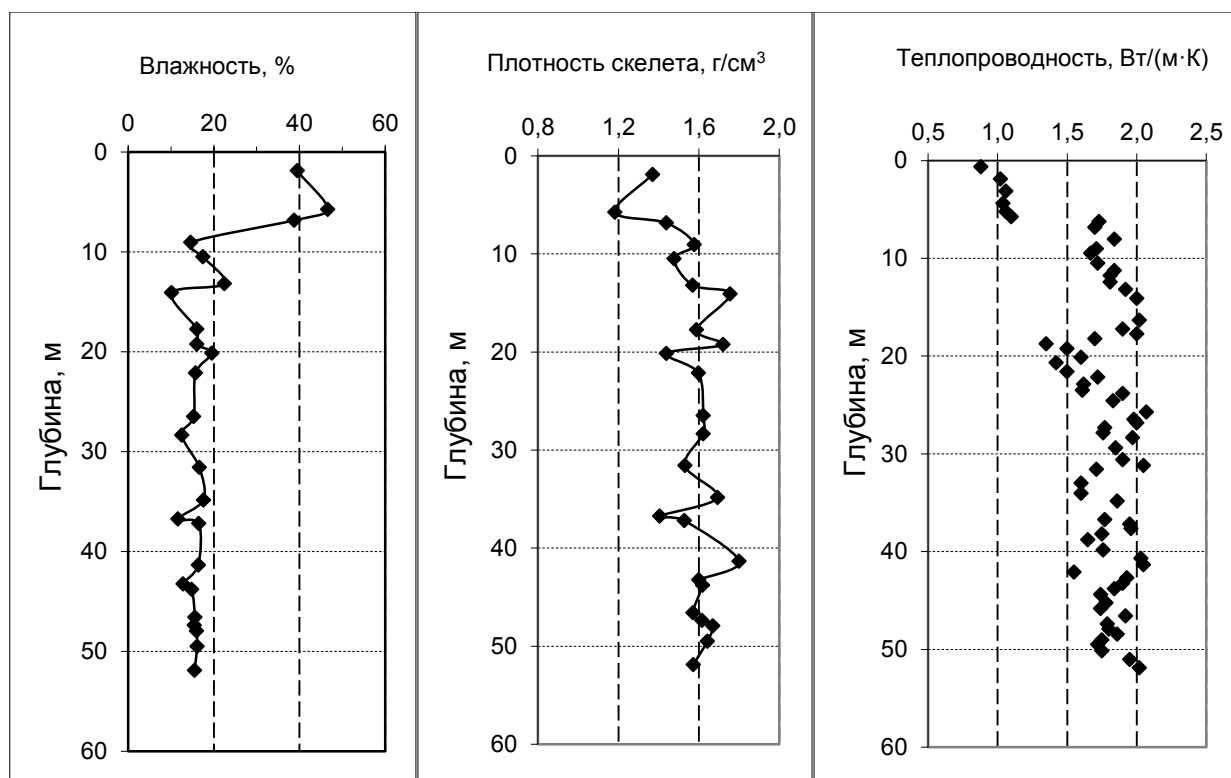 Влажность, %
0 20 40 60
0
10
20
30
40
50
60
Глубина, м
Плотность скелета, г/см³
0,8 1,2 1,6 2,0
0
10
20
30
40
50
60
Глубина, м
Теплопроводность, Вт/(м·К)
0,5 1,0 1,5 2,0 2,5
0
10
20
30
40
50
60
Глубина, м